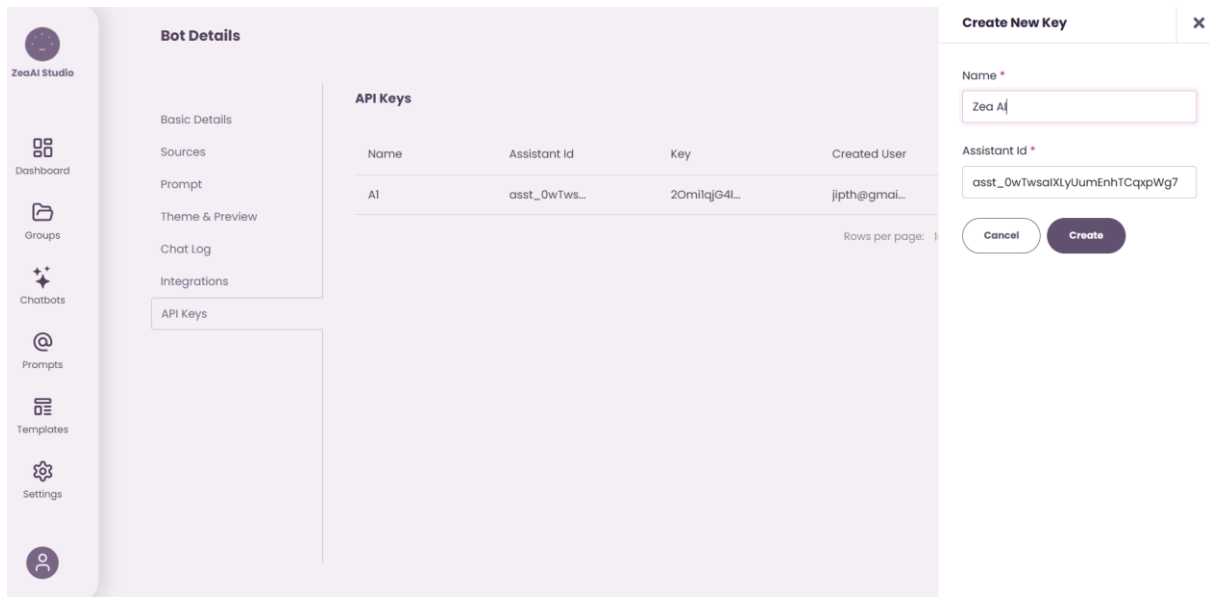 ZeaAI Studio
Dashboard
Groups
Chatbots
Prompts
Templates
Settings
Bot Details
Basic Details
Sources
Prompt
Theme & Preview
Chat Log
Integrations
API Keys
API Keys
Name Assistant Id Key Created User
A1 asst_0wTws... 2Omi1qjG4l... jipth@gmai...
Rows per page:
Create New Key
Name *
Zea AI
Assistant Id *
asst_0wTwsaIXLyUumEnhTCqxpWg7
Cancel Create